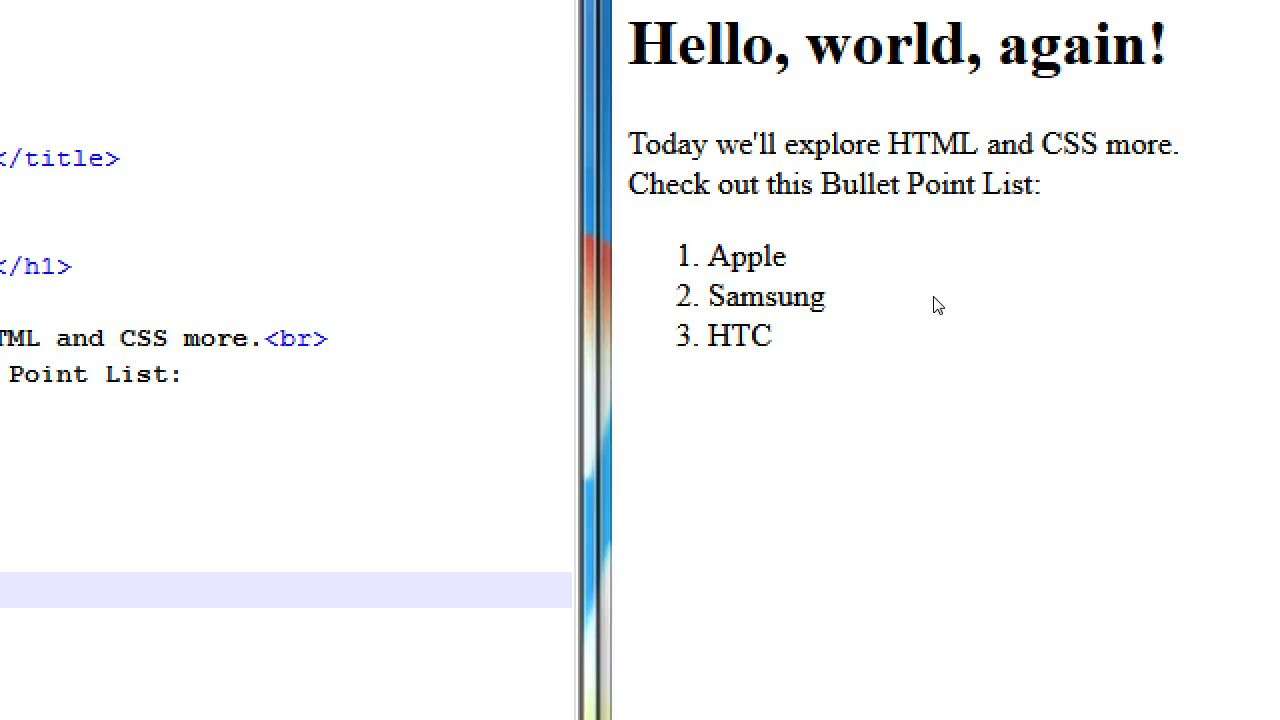 </title>
</h1>
TML and CSS more.<br>
Point List:
Hello, world, again!
Today we'll explore HTML and CSS more.
Check out this Bullet Point List:
1. Apple
2. Samsung
3. HTC